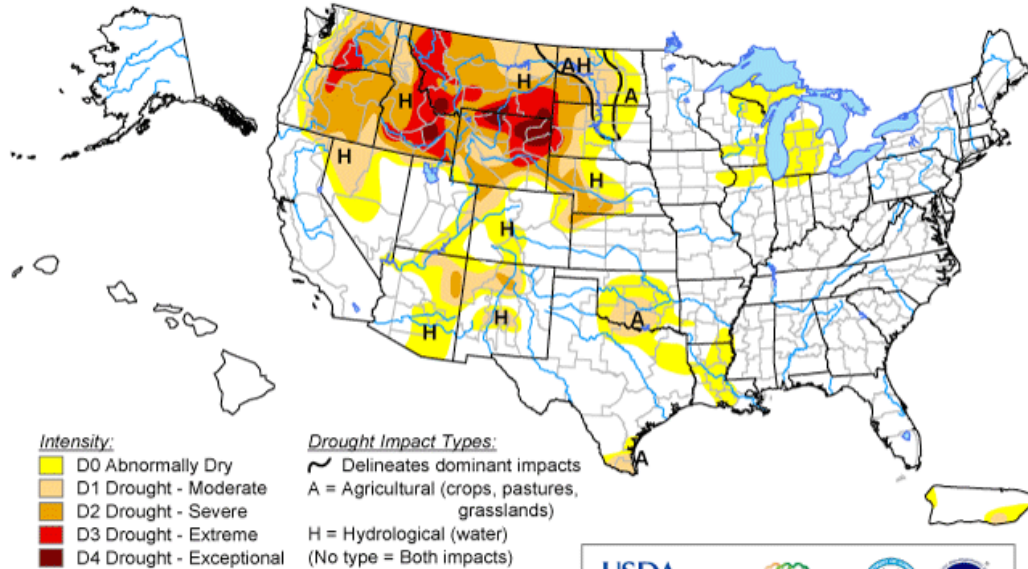 H
AH
A
H
H
H
H
H
H
A
A
Intensity:
D0 Abnormally Dry
D1 Drought - Moderate
D2 Drought - Severe
D3 Drought - Extreme
D4 Drought - Exceptional
Drought Impact Types:
Delineates dominant impacts
A = Agricultural (crops, pastures,
grasslands)
H = Hydrological (water)
(No type = Both impacts)
USDA